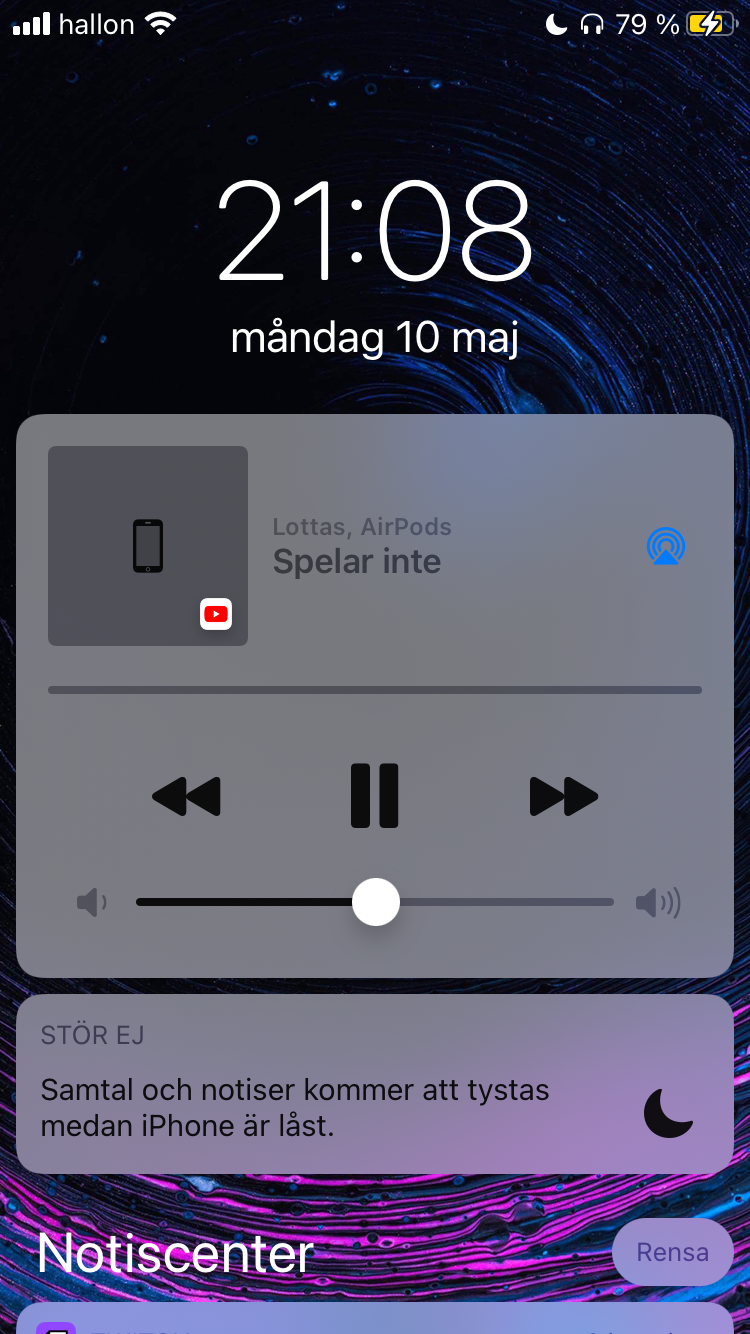 hallon
79 %
21:08
måndag 10 maj
Lottas, AirPods
Spelar inte
STÖR EJ
Samtal och notiser kommer att tystas
medan iPhone är låst.
Notiscenter
Rensa